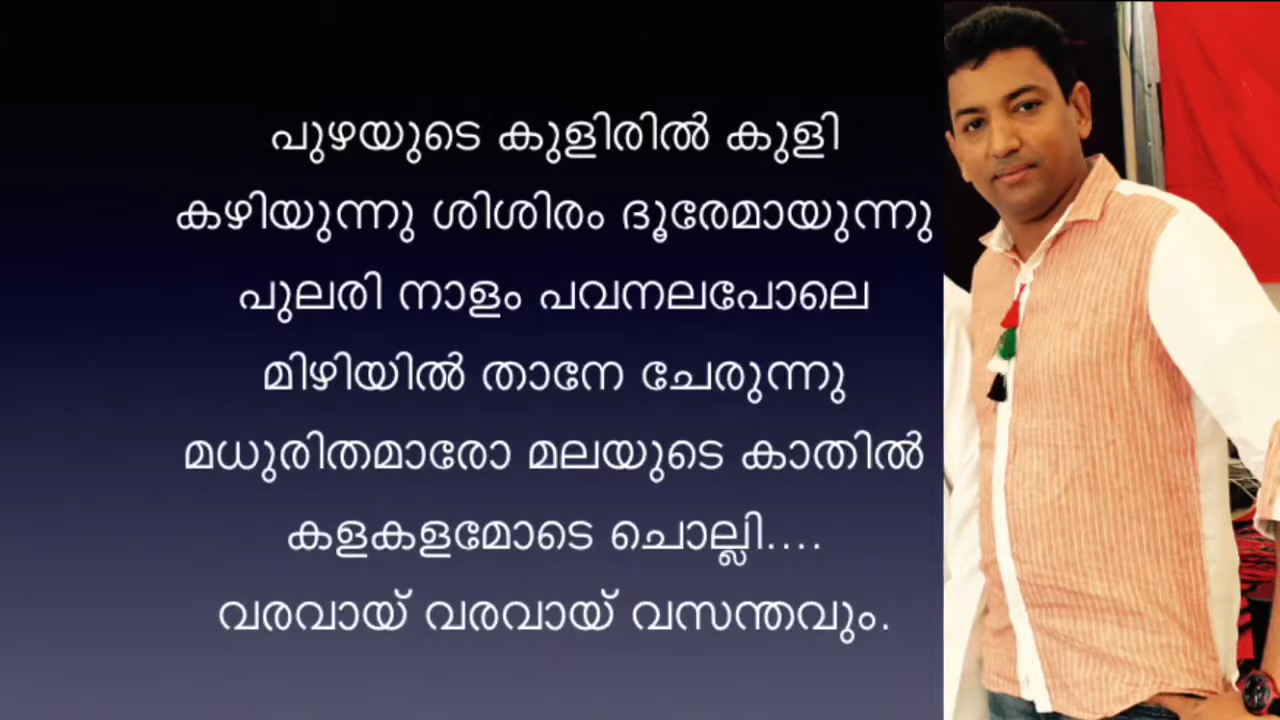 പുഴയുടെ കുളിരിൽ കുളി
കഴിയുന്നു ശിശിരം ദൂരേമായുന്നു
പുലരി നാളം പവനലപോലെ
മിഴിയിൽ താനേ ചേരുന്നു
മധുരിതമാരോ മലയുടെ കാതിൽ
കളകളമോടെ ചൊല്ലി....
വരവായ് വരവായ് വസന്തവും.